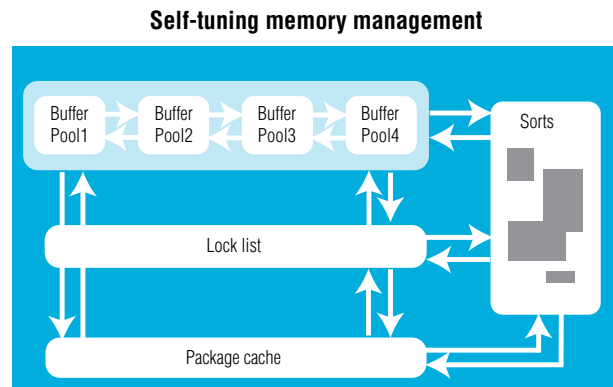 Self-tuning memory management
Buffer
Pool1
Buffer
Pool2
Buffer
Pool3
Buffer
Pool4
Sorts
Lock list
Package cache